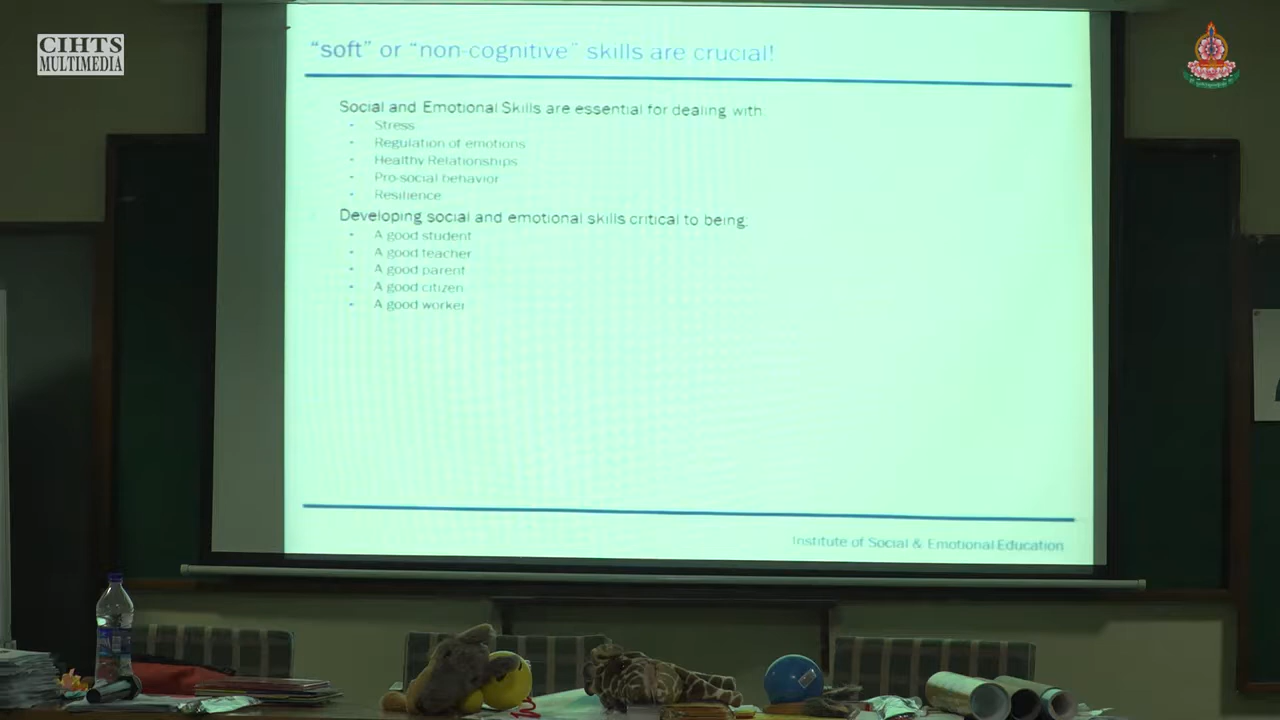 CIHTS
MULTIMEDIA
“soft” or “non-cognitive” skills are crucial!
Social and Emotional Skills are essential for dealing with:
- Stress
- Regulation of emotions
- Healthy Relationships
- Pro-social behavior
- Resilience
Developing social and emotional skills critical to being:
- A good student
- A good teacher
- A good parent
- A good citizen
- A good worker
Institute of Social & Emotional Education